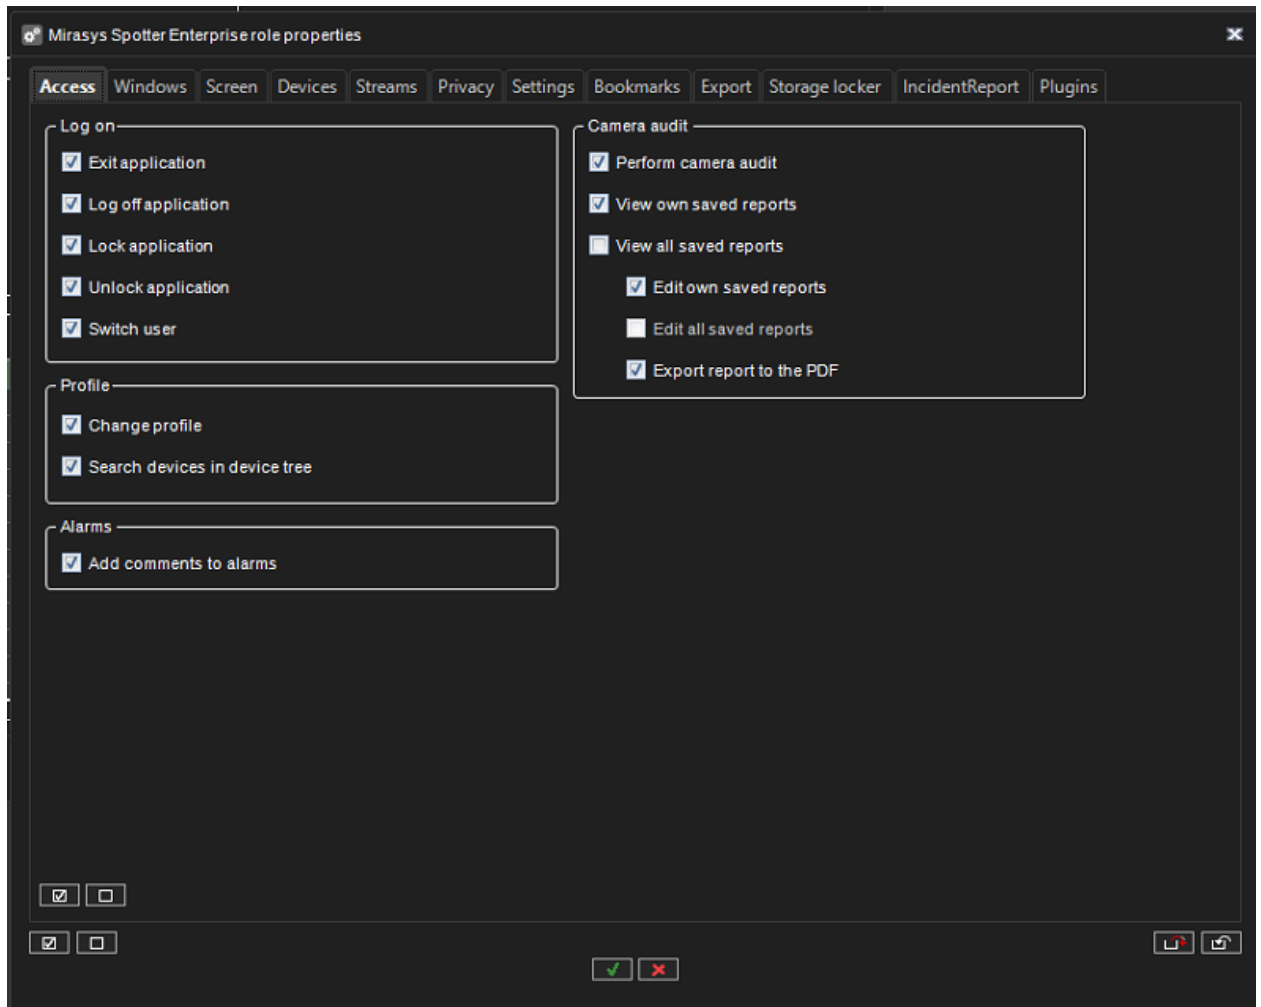 Mirasys Spotter Enterprise role properties
Access Windows Screen Devices Streams Privacy Settings Bookmarks Export Storage locker IncidentReport Plugins
Log on
Exit application
Log off application
Lock application
Unlock application
Switch user
Profile
Change profile
Search devices in device tree
Alarms
Add comments to alarms
Camera audit
Perform camera audit
View own saved reports
View all saved reports
Edit own saved reports
Edit all saved reports
Export report to the PDF